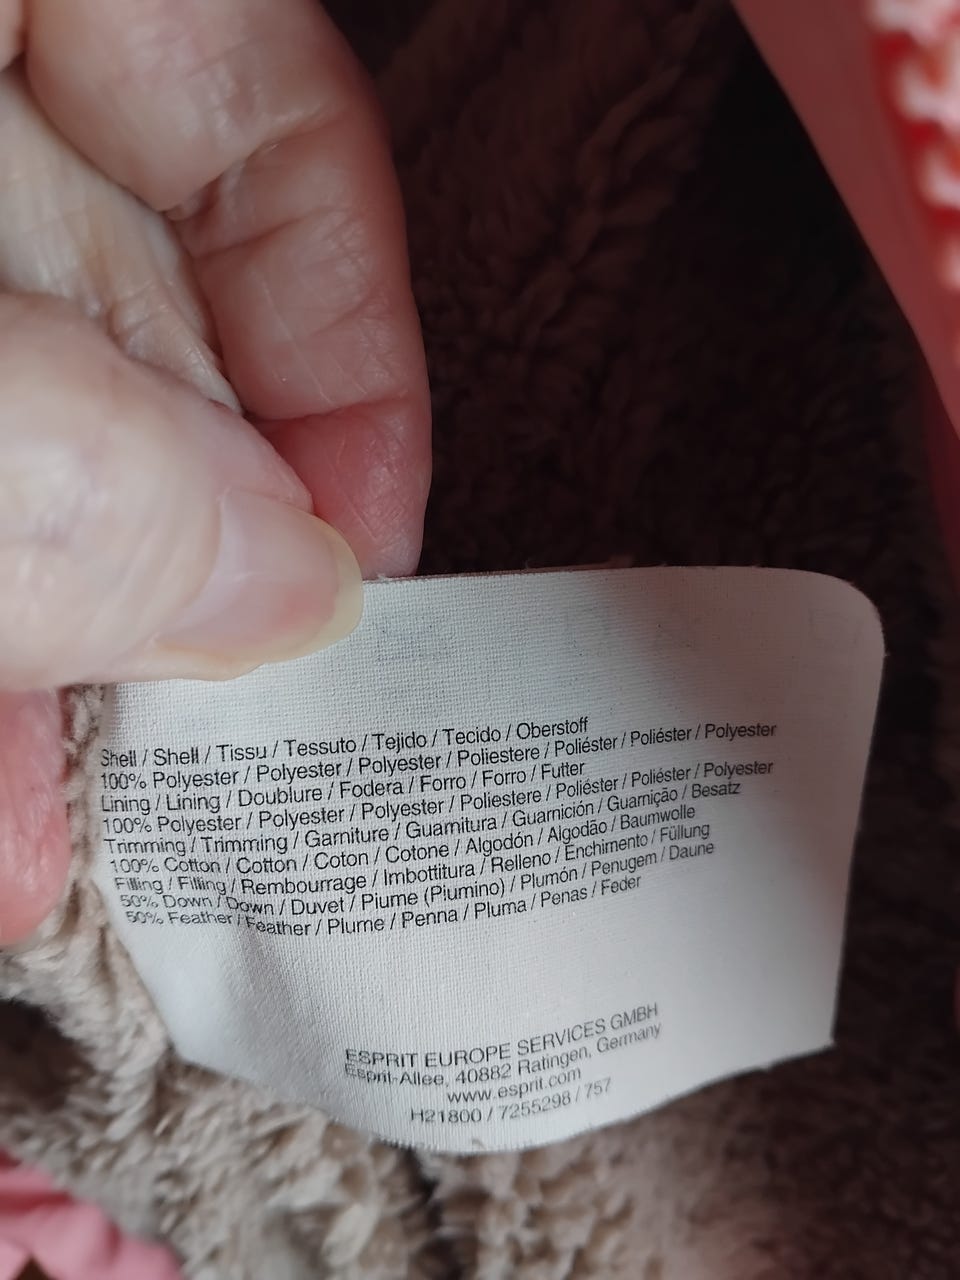 Shell / Shell / Tissu / Tessuto / Tejido / Tecido / Oberstoff
100% Polyester / Polyester / Polyester / Poliestere / Poliéster / Poliéster / Polyester
Lining / Lining / Doublure / Fodera / Forro / Forro / Futter
100% Polyester / Polyester / Polyester / Poliestere / Poliéster / Poliéster / Polyester
Trimming / Trimming / Garniture / Guarnitura / Guarnición / Guarnição / Besatz
100% Cotton / Cotton / Coton / Cotone / Algodón / Algodão / Baumwolle
Filling / Filling / Rembourrage / Imbottitura / Relleno / Enchimento / Füllung
50% Down / Down / Duvet / Piume (Piumino) / Plumón / Penugem / Daune
50% Feather / Feather / Plume / Penna / Pluma / Penas / Feder
ESPRIT EUROPE SERVICES GMBH
Esprit-Allee, 40882 Ratingen, Germany
www.esprit.com
H21800 / 7255298 / 757